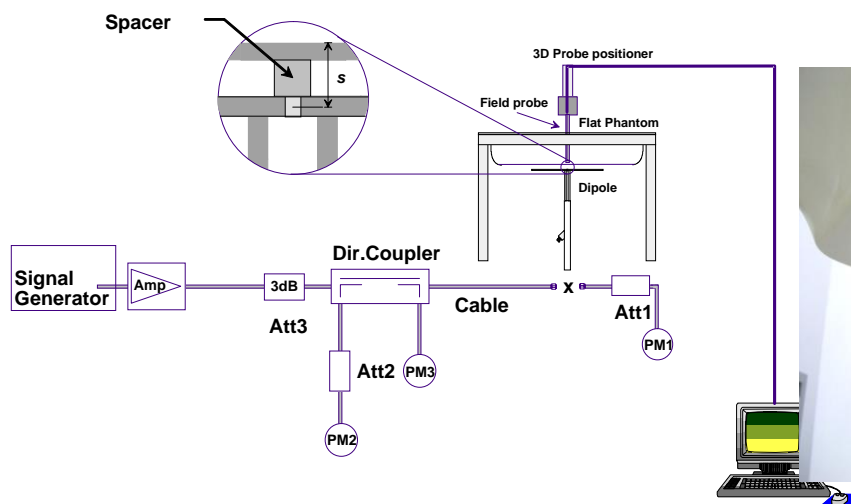 Spacer
s
3D Probe positioner
Field probe
Flat Phantom
Dipole
Signal
Generator
Amp
3dB
Att3
Dir.Coupler
Cable
x
Att1
PM1
Att2
PM3
PM2